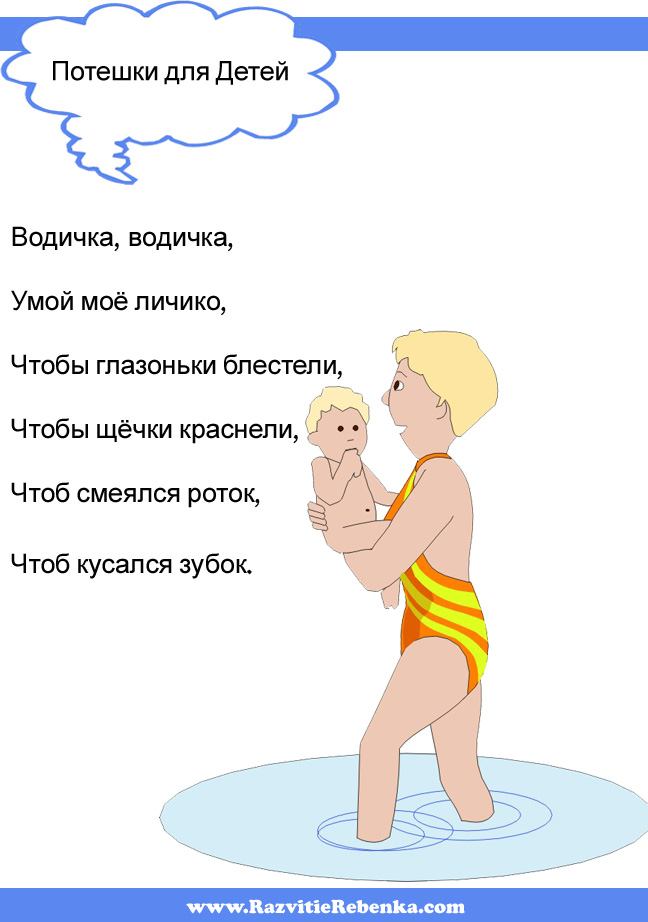 Потешки для Детей
Водичка, водичка,
Умой моё личико,
Чтобы глазоньки блестели,
Чтобы щёчки краснели,
Чтоб смеялся роток,
Чтоб кусался зубок.
www.RazvitieRebenka.com